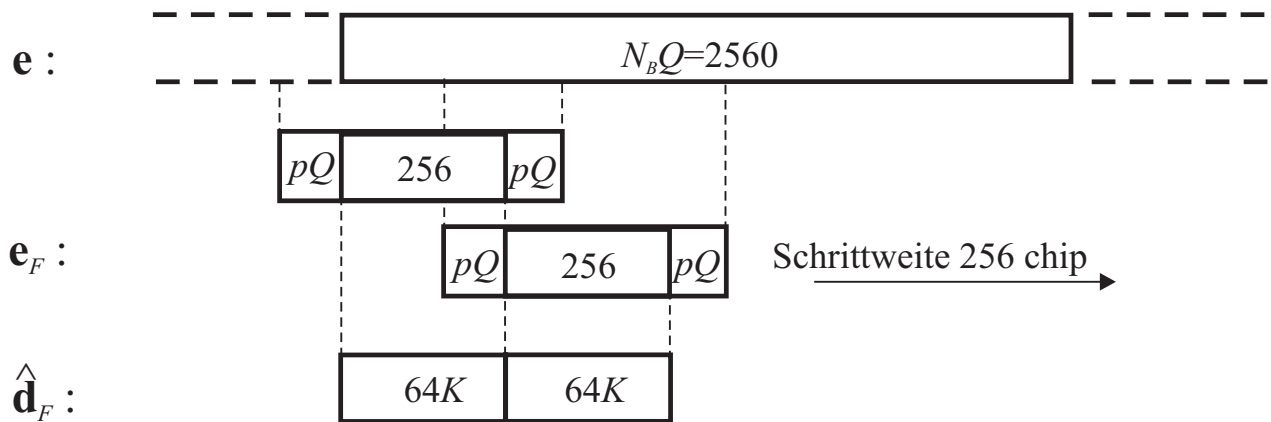 e :
N_BQ=2560
pQ 256 pQ
e_F :
pQ 256 pQ
Schrittweite 256 chip
d̂_F :
64K 64K